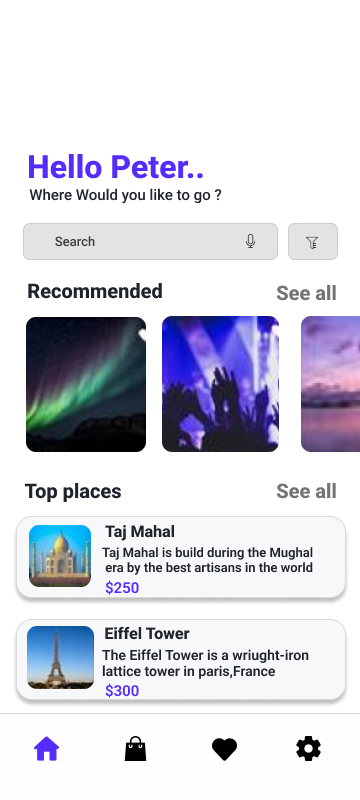 Hello Peter..
Where Would you like to go ?
Search
Recommended
See all
Top places
See all
Taj Mahal
Taj Mahal is build during the Mughal
era by the best artisans in the world
$250
Eiffel Tower
The Eiffel Tower is a wriught-iron
lattice tower in paris,France
$300